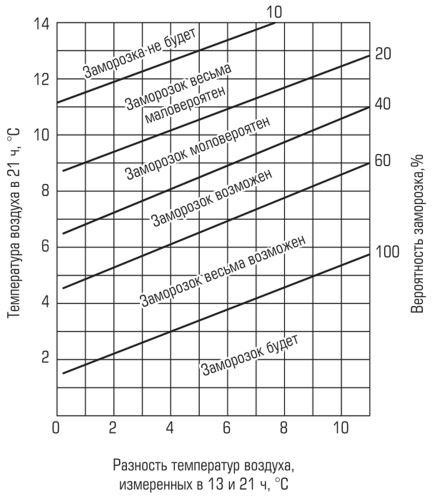 10
14
12
10
8
6
4
2
Температура воздуха в 21 ч, °С
Заморозка не будет
Заморозок весьма
маловероятен
Заморозок моловероятен
Заморозок возможен
Заморозок весьма возможен
Заморозок будет
20
40
60
100
Вероятность заморозка, %
0 2 4 6 8 10
Разность температур воздуха,
измеренных в 13 и 21 ч, °С